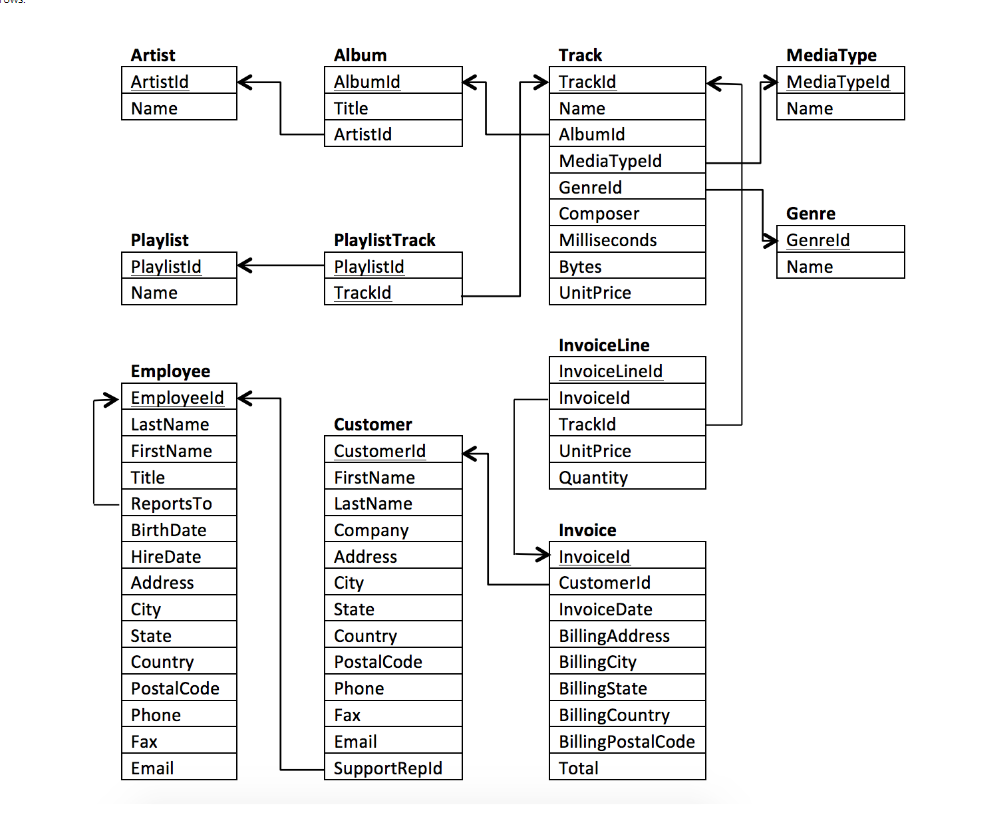 rows.
Artist
ArtistId
Name
Album
AlbumId
Title
ArtistId
Track
TrackId
Name
AlbumId
MediaTypeId
GenreId
Composer
Milliseconds
Bytes
UnitPrice
MediaType
MediaTypeId
Name
Genre
GenreId
Name
Playlist
PlaylistId
Name
PlaylistTrack
PlaylistId
TrackId
InvoiceLine
InvoiceLineId
InvoiceId
TrackId
UnitPrice
Quantity
Employee
EmployeeId
LastName
FirstName
Title
ReportsTo
BirthDate
HireDate
Address
City
State
Country
PostalCode
Phone
Fax
Email
Customer
CustomerId
FirstName
LastName
Company
Address
City
State
Country
PostalCode
Phone
Fax
Email
SupportRepId
Invoice
InvoiceId
CustomerId
InvoiceDate
BillingAddress
BillingCity
BillingState
BillingCountry
BillingPostalCode
Total